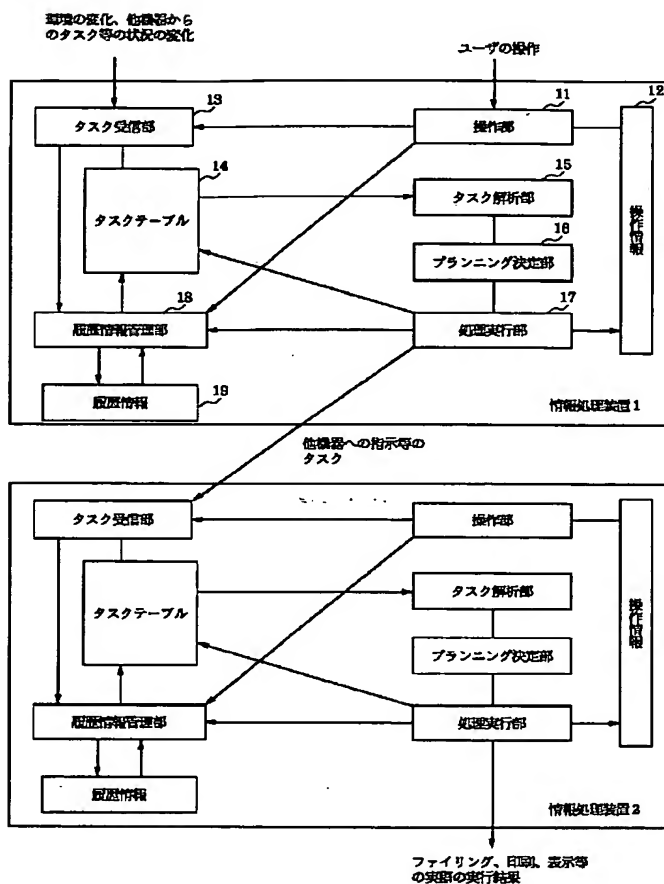 環境の変化、他機器から
のタスク等の状況の変化
ユーザの操作
13
タスク受信部
11
操作部
12
操作情報
14
タスクテーブル
15
タスク解析部
16
プランニング決定部
18
履歴情報管理部
17
処理実行部
19
履歴情報
情報処理装置1
他機器への指示等の
タスク
タスク受信部
操作部
操作情報
タスクテーブル
タスク解析部
プランニング決定部
履歴情報管理部
処理実行部
履歴情報
情報処理装置2
ファイリング、印刷、表示等
の実際の実行結果